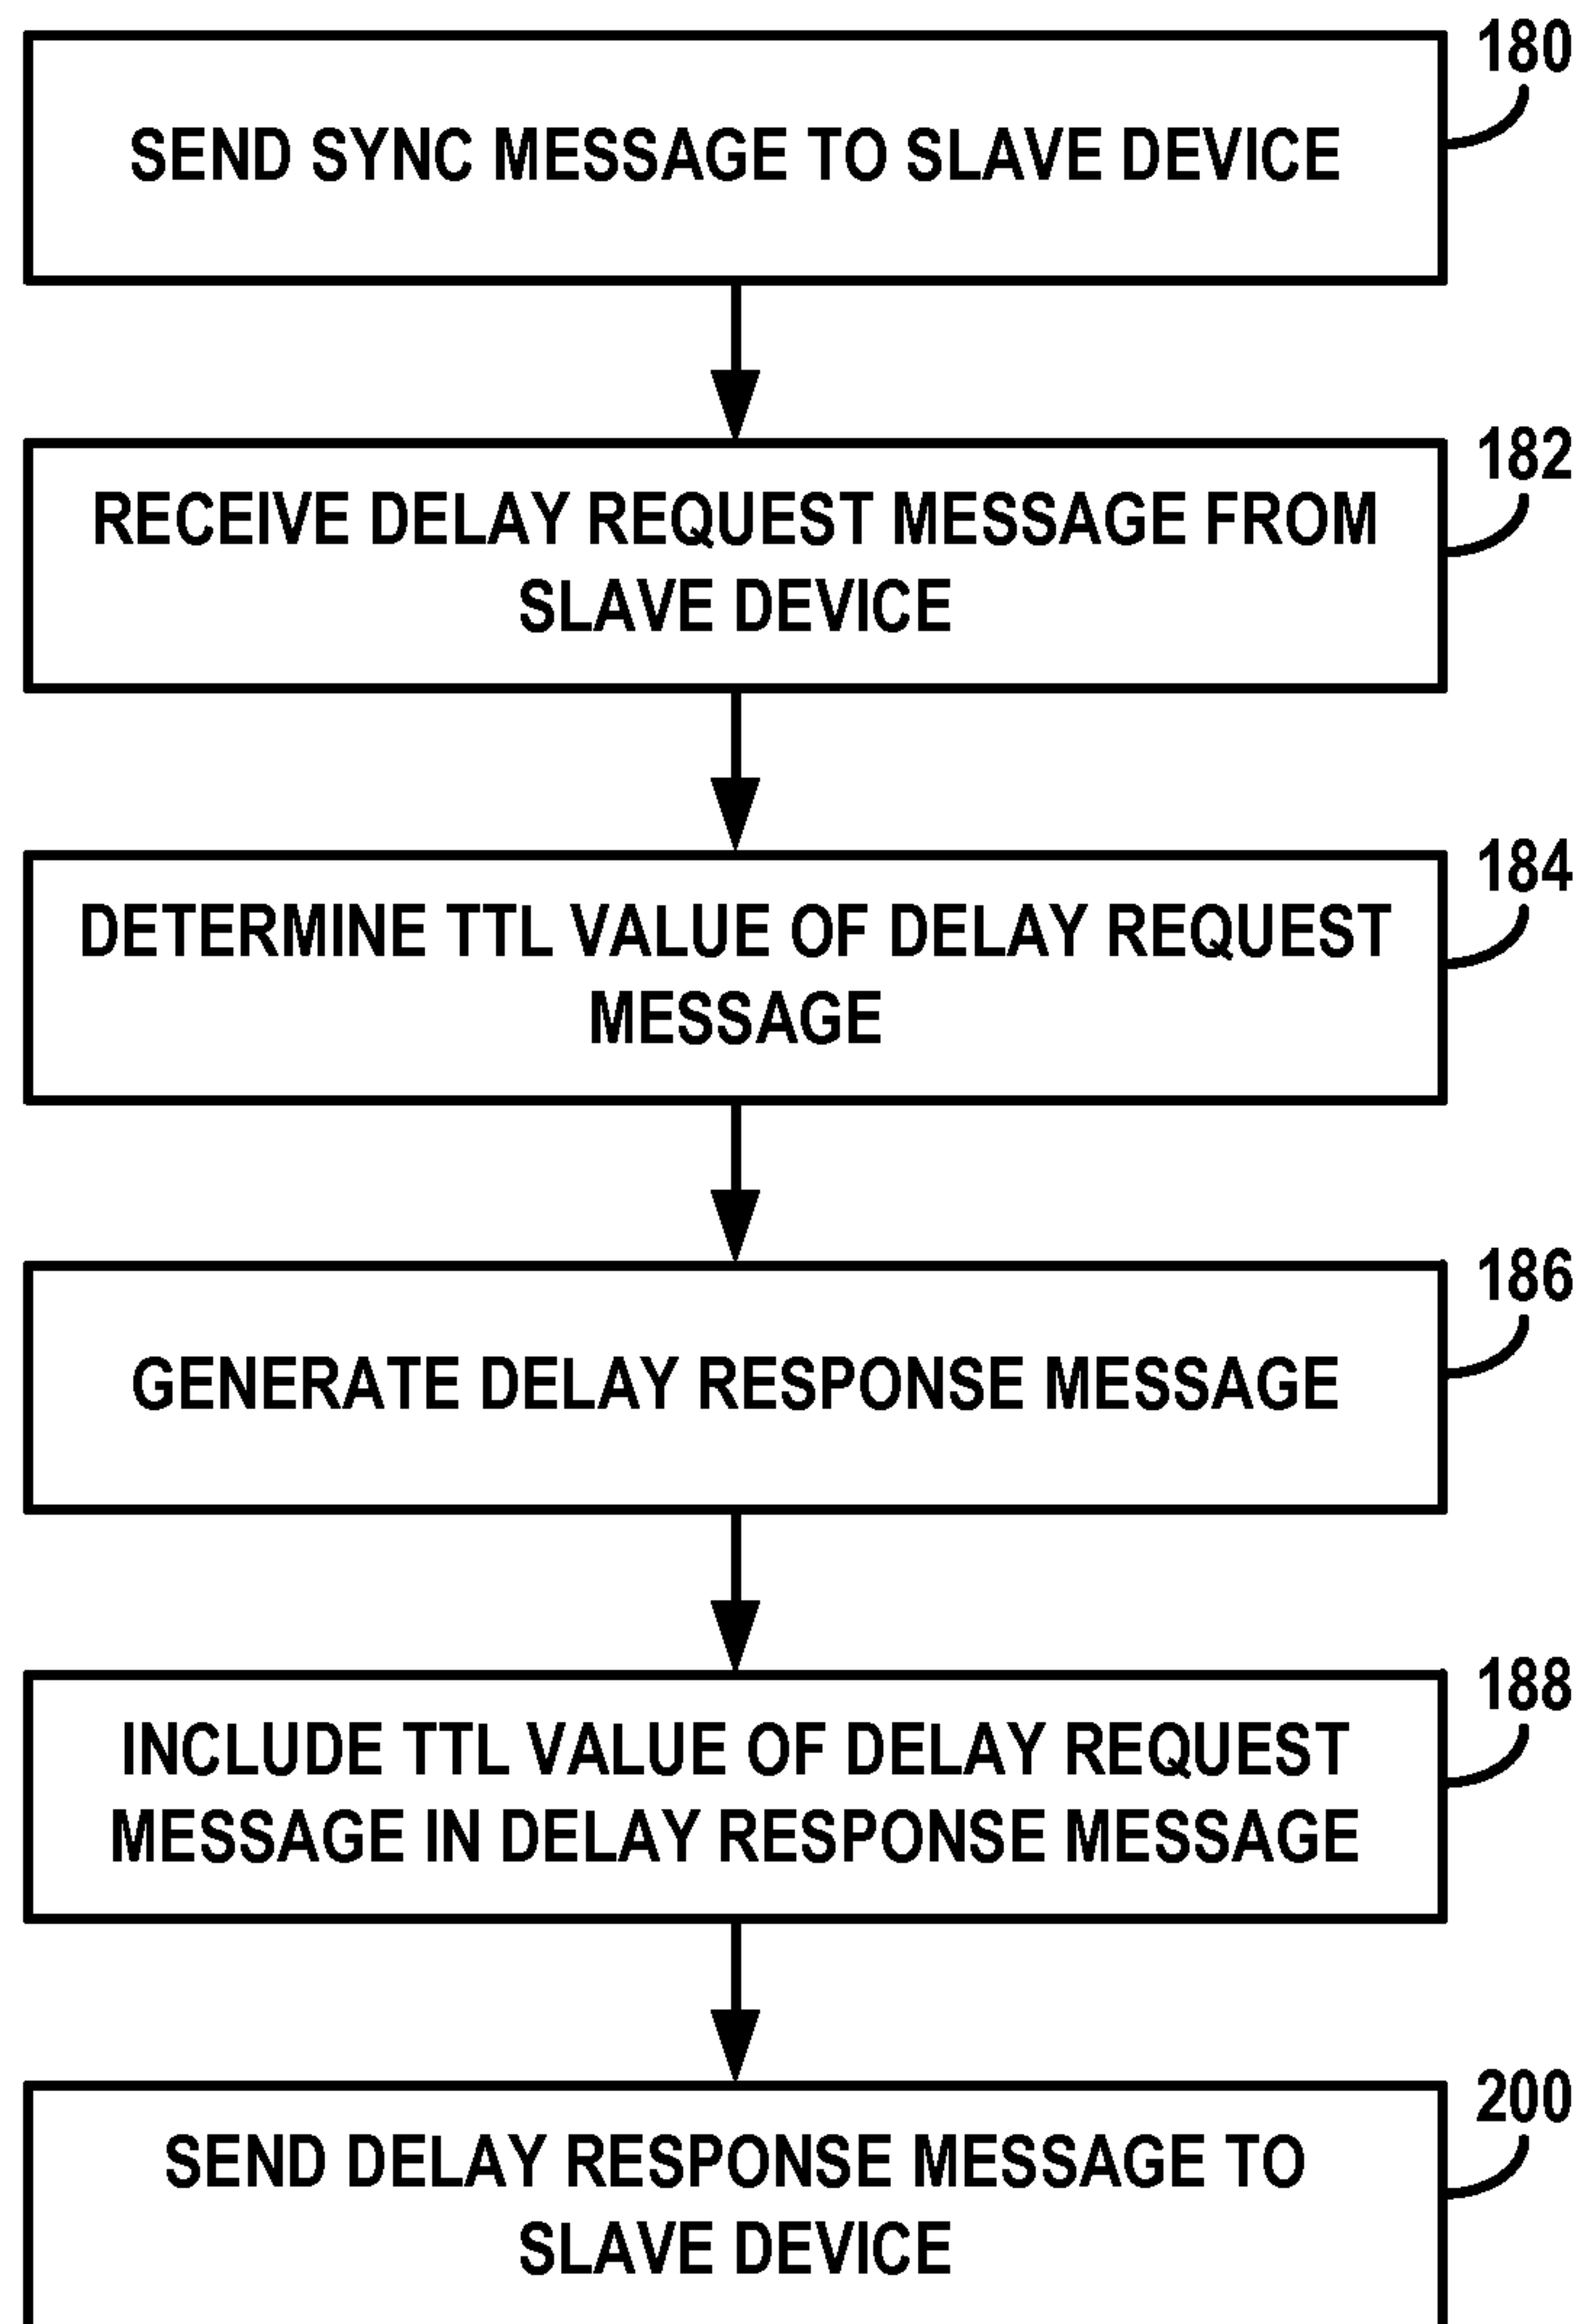 180
SEND SYNC MESSAGE TO SLAVE DEVICE
182
RECEIVE DELAY REQUEST MESSAGE FROM
SLAVE DEVICE
184
DETERMINE TTL VALUE OF DELAY REQUEST
MESSAGE
186
GENERATE DELAY RESPONSE MESSAGE
188
INCLUDE TTL VALUE OF DELAY REQUEST
MESSAGE IN DELAY RESPONSE MESSAGE
200
SEND DELAY RESPONSE MESSAGE TO
SLAVE DEVICE